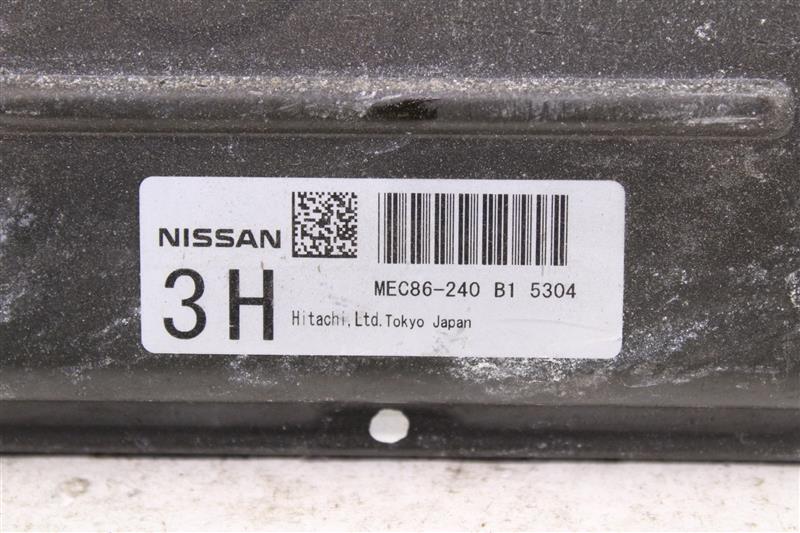 NISSAN
3H
MEC86-240 B1 5304
Hitachi,Ltd.Tokyo Japan